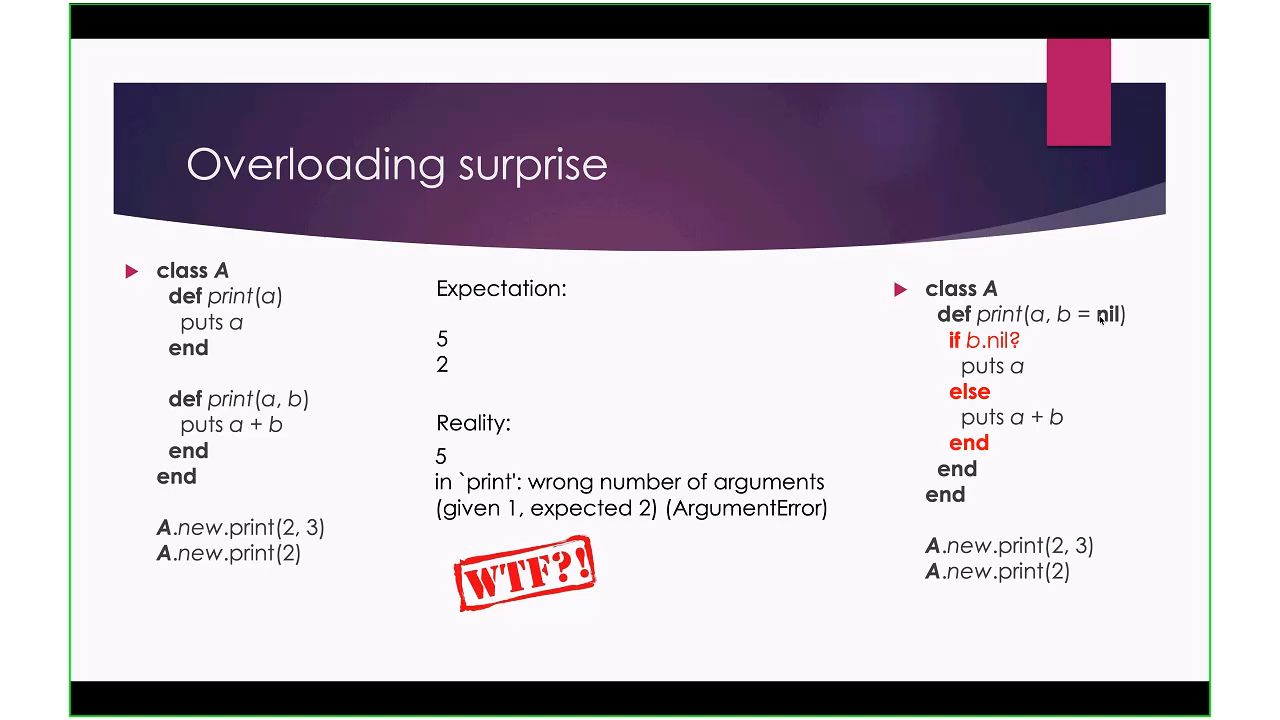 Overloading surprise
class A
def print(a)
puts a
end
def print(a, b)
puts a + b
end
end
A.new.print(2, 3)
A.new.print(2)
Expectation:
5
2
Reality:
5
in `print': wrong number of arguments
(given 1, expected 2) (ArgumentError)
WTF?!
class A
def print(a, b = nil)
if b.nil?
puts a
else
puts a + b
end
end
end
A.new.print(2, 3)
A.new.print(2)